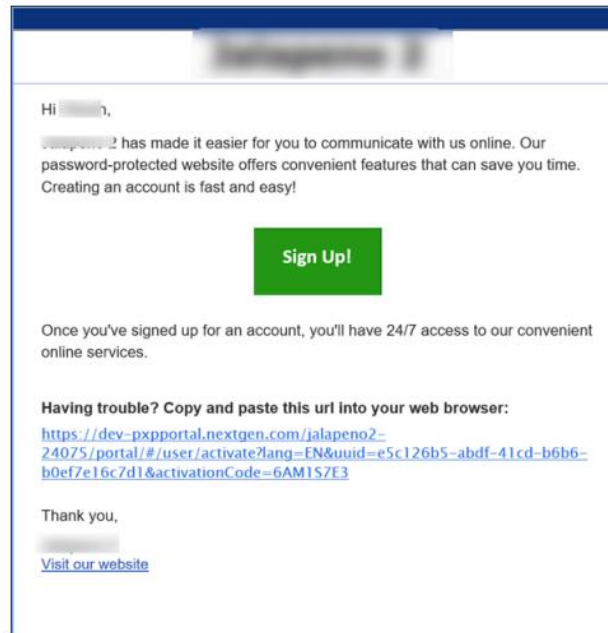 Jalapeno 2
Hi
2 has made it easier for you to communicate with us online. Our
password-protected website offers convenient features that can save you time.
Creating an account is fast and easy!
Sign Up!
Once you've signed up for an account, you'll have 24/7 access to our convenient
online services.
Having trouble? Copy and paste this url into your web browser:
https://dev-pxpportal.nextgen.com/jalapeno2-
24075/portal/#/user/activate?lang=EN&uuid=e5c126b5-abdf-41cd-b6b6-
b0ef7e16c7d1&activationCode=6AM1S7E3
Thank you,
Visit our website